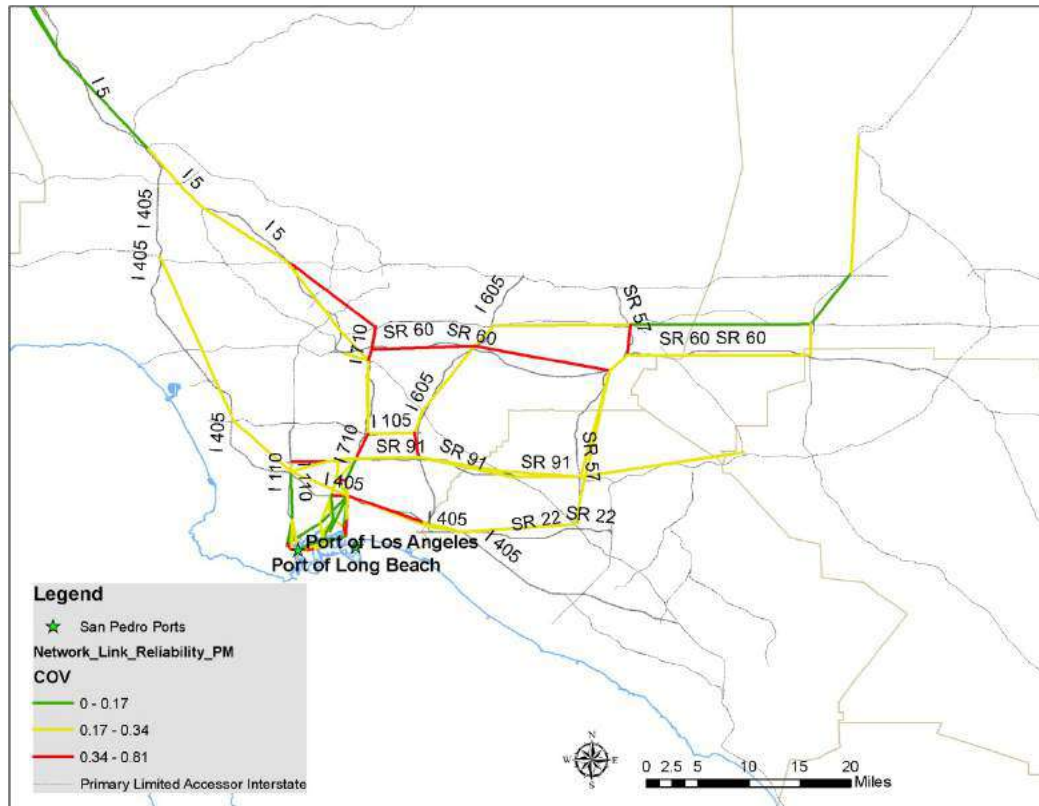 I 5
I 5
I 405
I 405
I 5
I 605
SR 57
I 710
SR 60
SR 60
SR 60 SR 60
I 605
I 405
I 105
I 710
SR 91
SR 91
SR 91
SR 57
I 110
I 110
I 405
I 405
SR 22
SR 22
I 405
Port of Los Angeles
Port of Long Beach
Legend
San Pedro Ports
Network_Link_Reliability_PM
COV
0 - 0.17
0.17 - 0.34
0.34 - 0.81
Primary Limited Accessor Interstate
N
W E
S
0 2.5 5 10 15 20
Miles